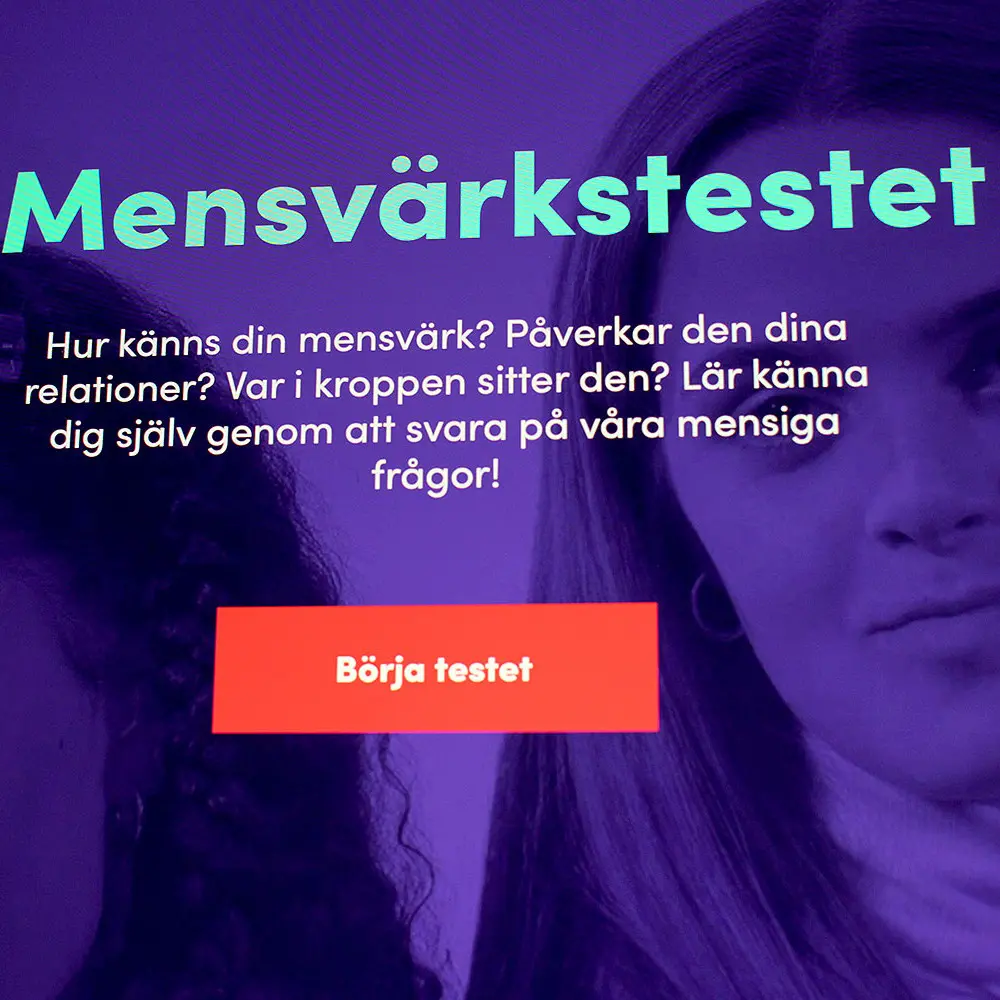 Mensvärkstestet
Hur känns din mensvärk? Påverkar den dina
relationer? Var i kroppen sitter den? Lär känna
dig själv genom att svara på våra mensiga
frågor!
Börja testet